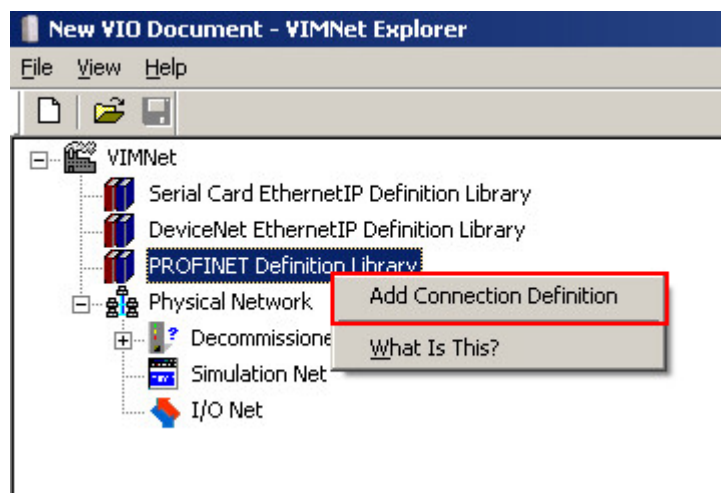 New VIO Document - VIMNet Explorer
File View Help
VIMNet
Serial Card EthernetIP Definition Library
DeviceNet EthernetIP Definition Library
PROFINET Definition Library
Add Connection Definition
Physical Network
What Is This?
Decommissione
Simulation Net
I/O Net